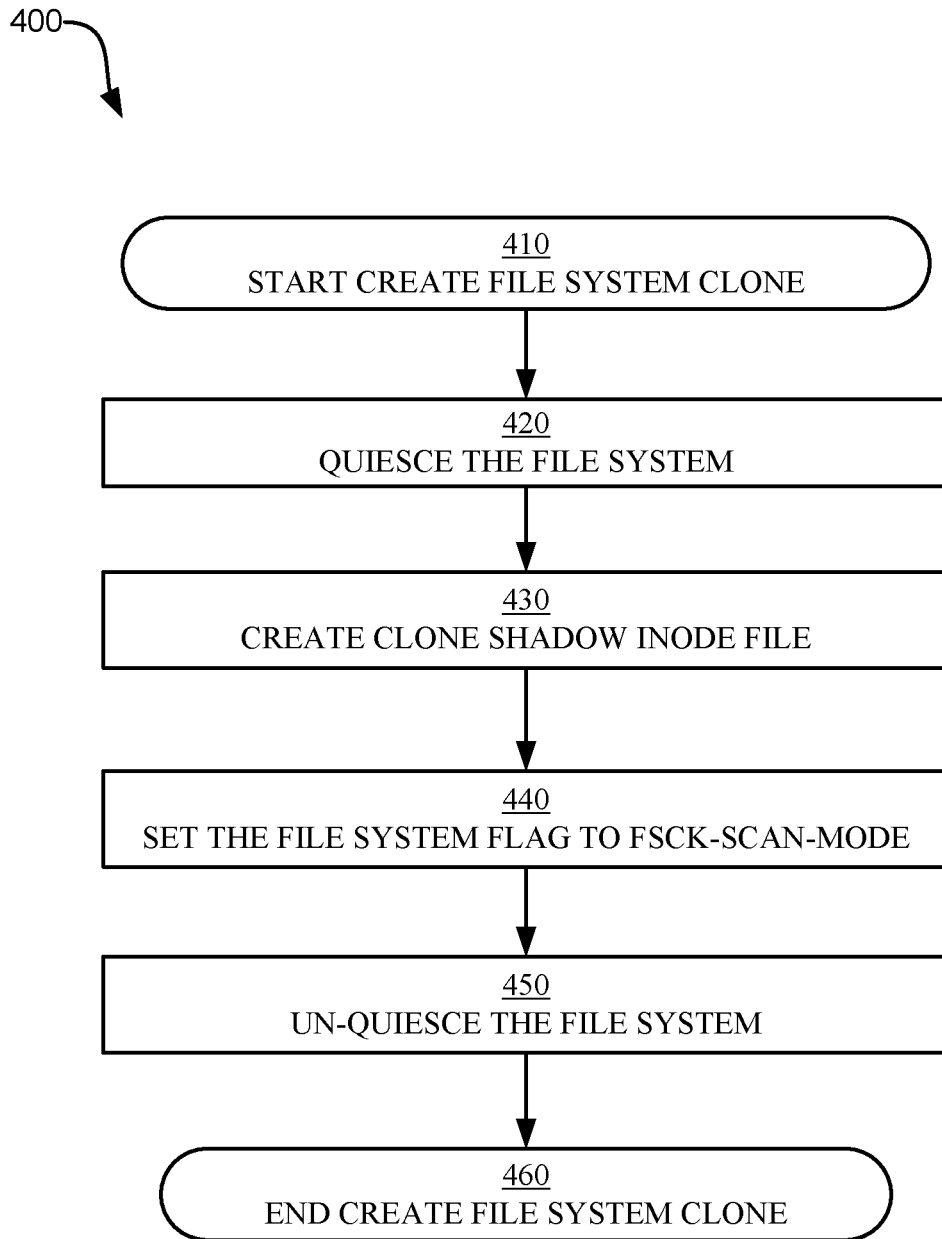 400
410
START CREATE FILE SYSTEM CLONE
420
QUIESCE THE FILE SYSTEM
430
CREATE CLONE SHADOW INODE FILE
440
SET THE FILE SYSTEM FLAG TO FSCK-SCAN-MODE
450
UN-QUIESCE THE FILE SYSTEM
460
END CREATE FILE SYSTEM CLONE